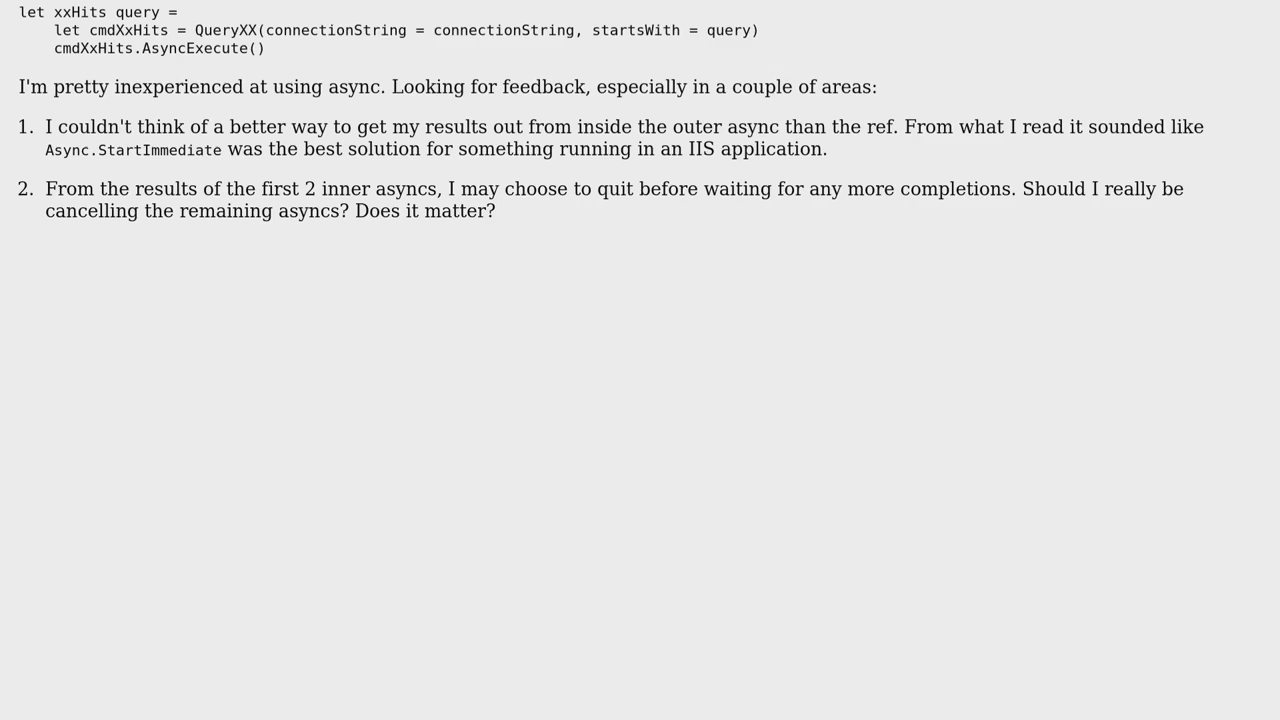 let xxHits query =
    let cmdXxHits = QueryXX(connectionString = connectionString, startsWith = query)
    cmdXxHits.AsyncExecute()
I'm pretty inexperienced at using async. Looking for feedback, especially in a couple of areas:
1. I couldn't think of a better way to get my results out from inside the outer async than the ref. From what I read it sounded like
Async.StartImmediate was the best solution for something running in an IIS application.
2. From the results of the first 2 inner asyncs, I may choose to quit before waiting for any more completions. Should I really be
cancelling the remaining asyncs? Does it matter?